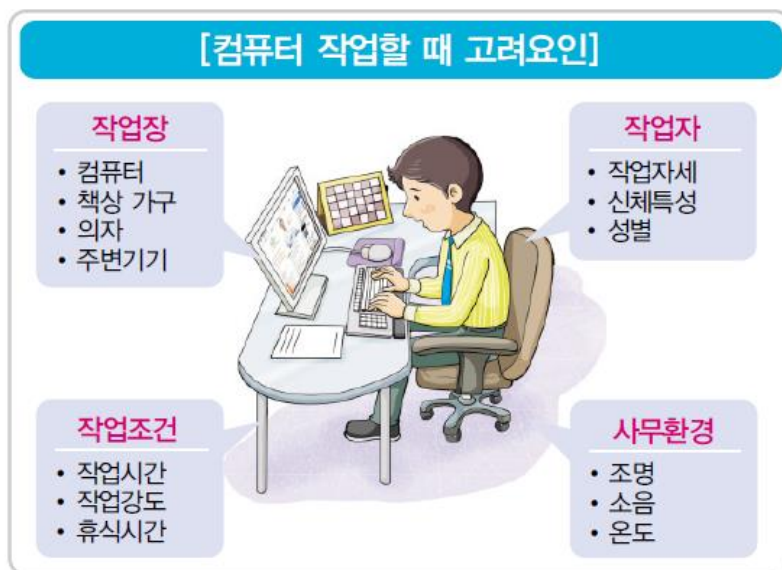 [컴퓨터 작업할 때 고려요인]
작업장
• 컴퓨터
• 책상 가구
• 의자
• 주변기기
작업자
• 작업자세
• 신체특성
• 성별
작업조건
• 작업시간
• 작업강도
• 휴식시간
사무환경
• 조명
• 소음
• 온도